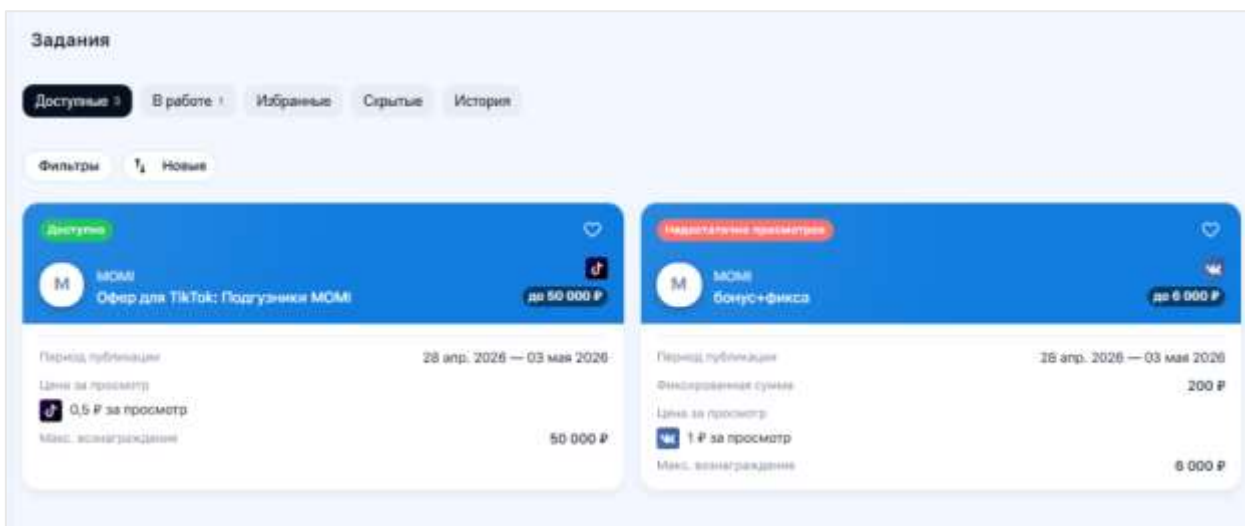 Задания
Доступные 3 В работе 1 Избранные Скрытые История
Фильтры Новые
Доступно
M
MOMI
Офер для TikTok: Подгузники MOMI
до 50 000 ₽
Период публикации 28 апр. 2026 — 03 мая 2026
Цена за просмотр
0,5 ₽ за просмотр
Макс. вознаграждение 50 000 ₽
Недостаточно просмотров
M
MOMI
бонус+фикса
до 6 000 ₽
Период публикации 28 апр. 2026 — 03 мая 2026
Фиксированная сумма 200 ₽
Цена за просмотр
1 ₽ за просмотр
Макс. вознаграждение 6 000 ₽